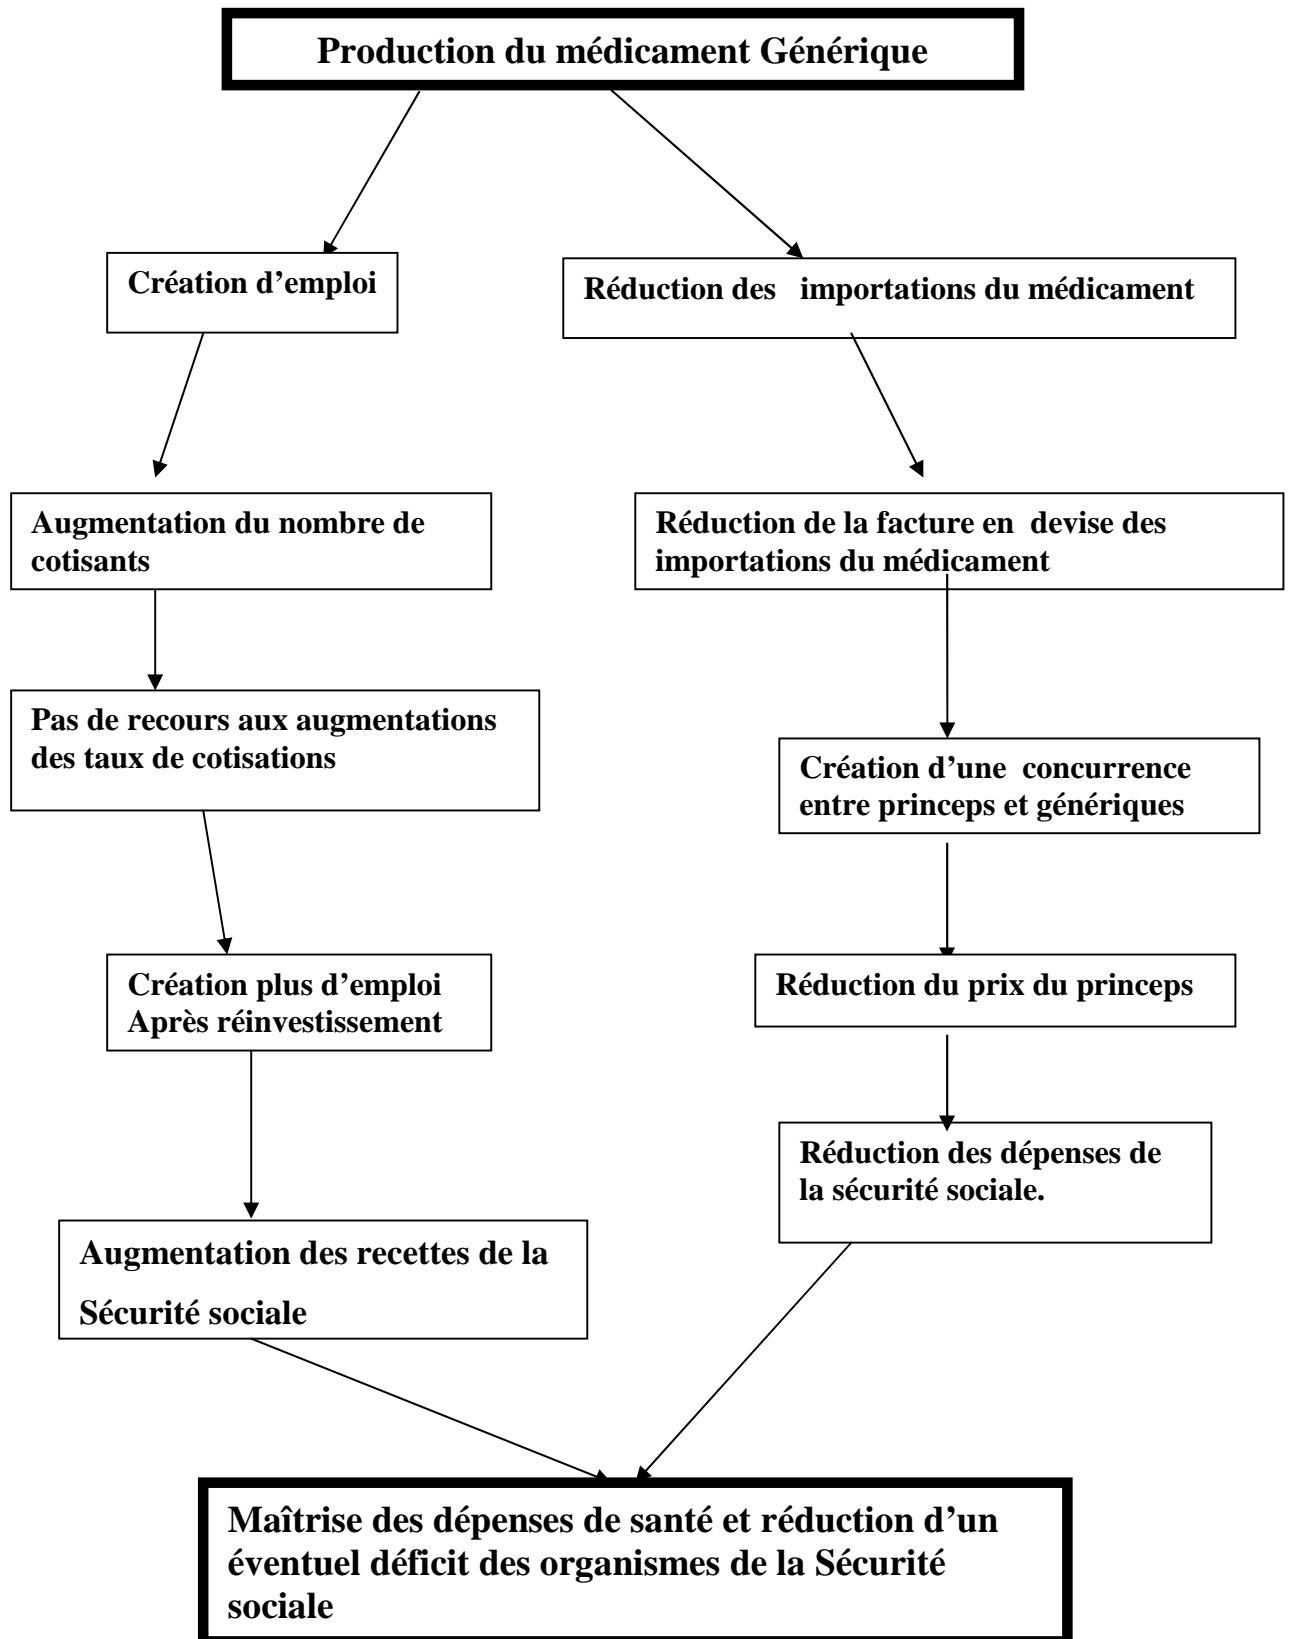 Production du médicament Générique
Création d’emploi
Réduction des importations du médicament
Augmentation du nombre de
cotisants
Réduction de la facture en devise des
importations du médicament
Pas de recours aux augmentations
des taux de cotisations
Création d’une concurrence
entre princeps et génériques
Création plus d’emploi
Après réinvestissement
Réduction du prix du princeps
Réduction des dépenses de
la sécurité sociale.
Augmentation des recettes de la
Sécurité sociale
Maîtrise des dépenses de santé et réduction d’un
éventuel déficit des organismes de la Sécurité
sociale